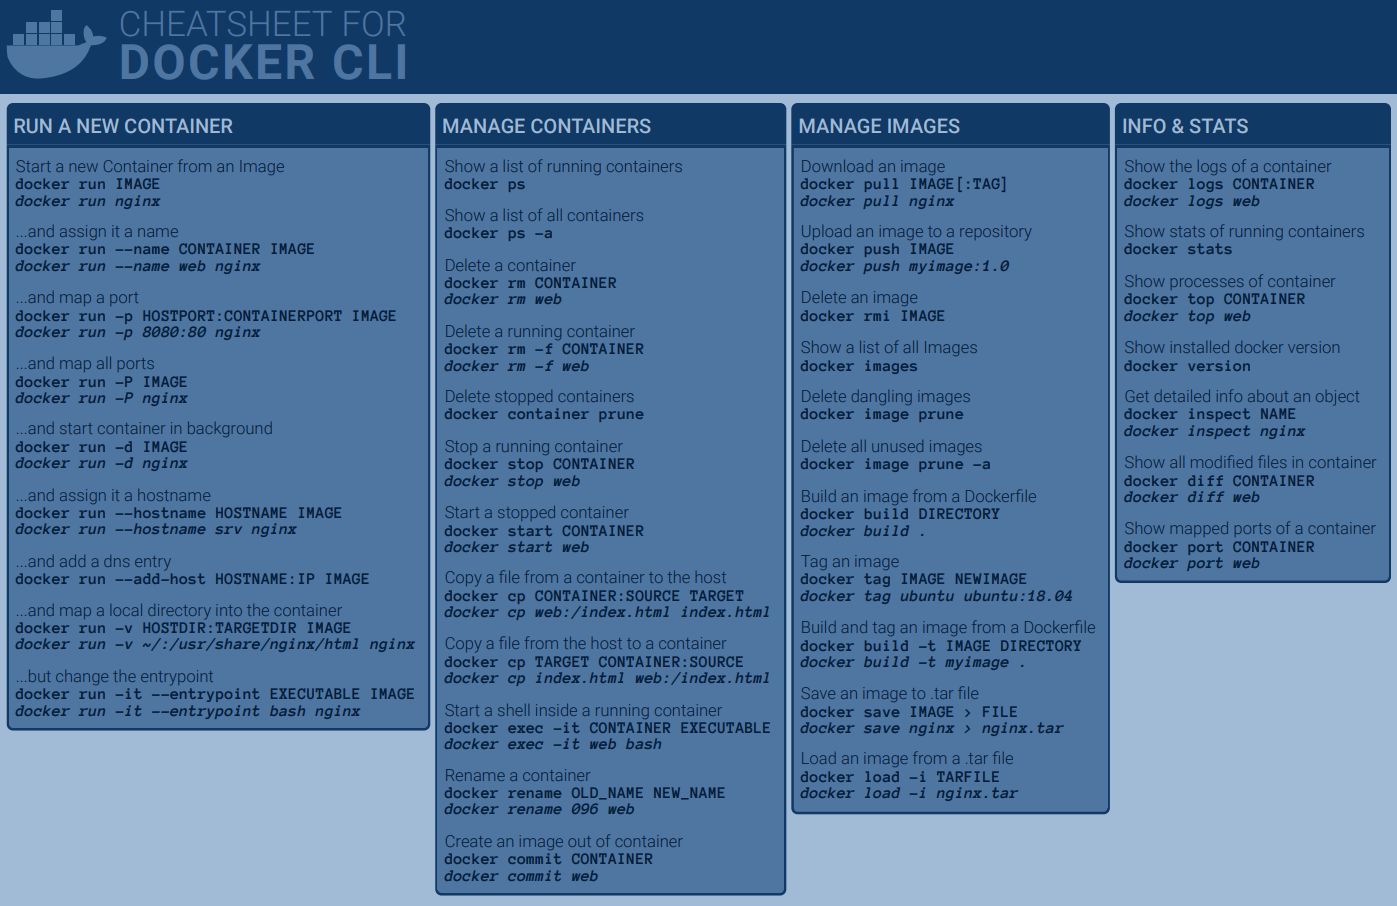 CHEATSHEET FOR
DOCKER CLI
RUN A NEW CONTAINER
Start a new Container from an Image
docker run IMAGE
docker run nginx
...and assign it a name
docker run --name CONTAINER IMAGE
docker run --name web nginx
...and map a port
docker run -p HOSTPORT:CONTAINERPORT IMAGE
docker run -p 8080:80 nginx
...and map all ports
docker run -P IMAGE
docker run -P nginx
...and start container in background
docker run -d IMAGE
docker run -d nginx
...and assign it a hostname
docker run --hostname HOSTNAME IMAGE
docker run --hostname srv nginx
...and add a dns entry
docker run --add-host HOSTNAME:IP IMAGE
...and map a local directory into the container
docker run -v HOSTDIR:TARGETDIR IMAGE
docker run -v ~/:/usr/share/nginx/html nginx
...but change the entrypoint
docker run -it --entrypoint EXECUTABLE IMAGE
docker run -it --entrypoint bash nginx
MANAGE CONTAINERS
Show a list of running containers
docker ps
Show a list of all containers
docker ps -a
Delete a container
docker rm CONTAINER
docker rm web
Delete a running container
docker rm -f CONTAINER
docker rm -f web
Delete stopped containers
docker container prune
Stop a running container
docker stop CONTAINER
docker stop web
Start a stopped container
docker start CONTAINER
docker start web
Copy a file from a container to the host
docker cp CONTAINER:SOURCE TARGET
docker cp web:/index.html index.html
Copy a file from the host to a container
docker cp TARGET CONTAINER:SOURCE
docker cp index.html web:/index.html
Start a shell inside a running container
docker exec -it CONTAINER EXECUTABLE
docker exec -it web bash
Rename a container
docker rename OLD_NAME NEW_NAME
docker rename 096 web
Create an image out of container
docker commit CONTAINER
docker commit web
MANAGE IMAGES
Download an image
docker pull IMAGE[:TAG]
docker pull nginx
Upload an image to a repository
docker push IMAGE
docker push myimage:1.0
Delete an image
docker rmi IMAGE
Show a list of all Images
docker images
Delete dangling images
docker image prune
Delete all unused images
docker image prune -a
Build an image from a Dockerfile
docker build DIRECTORY
docker build .
Tag an image
docker tag IMAGE NEWIMAGE
docker tag ubuntu ubuntu:18.04
Build and tag an image from a Dockerfile
docker build -t IMAGE DIRECTORY
docker build -t myimage .
Save an image to .tar file
docker save IMAGE > FILE
docker save nginx > nginx.tar
Load an image from a .tar file
docker load -i TARFILE
docker load -i nginx.tar
INFO & STATS
Show the logs of a container
docker logs CONTAINER
docker logs web
Show stats of running containers
docker stats
Show processes of container
docker top CONTAINER
docker top web
Show installed docker version
docker version
Get detailed info about an object
docker inspect NAME
docker inspect nginx
Show all modified files in container
docker diff CONTAINER
docker diff web
Show mapped ports of a container
docker port CONTAINER
docker port web